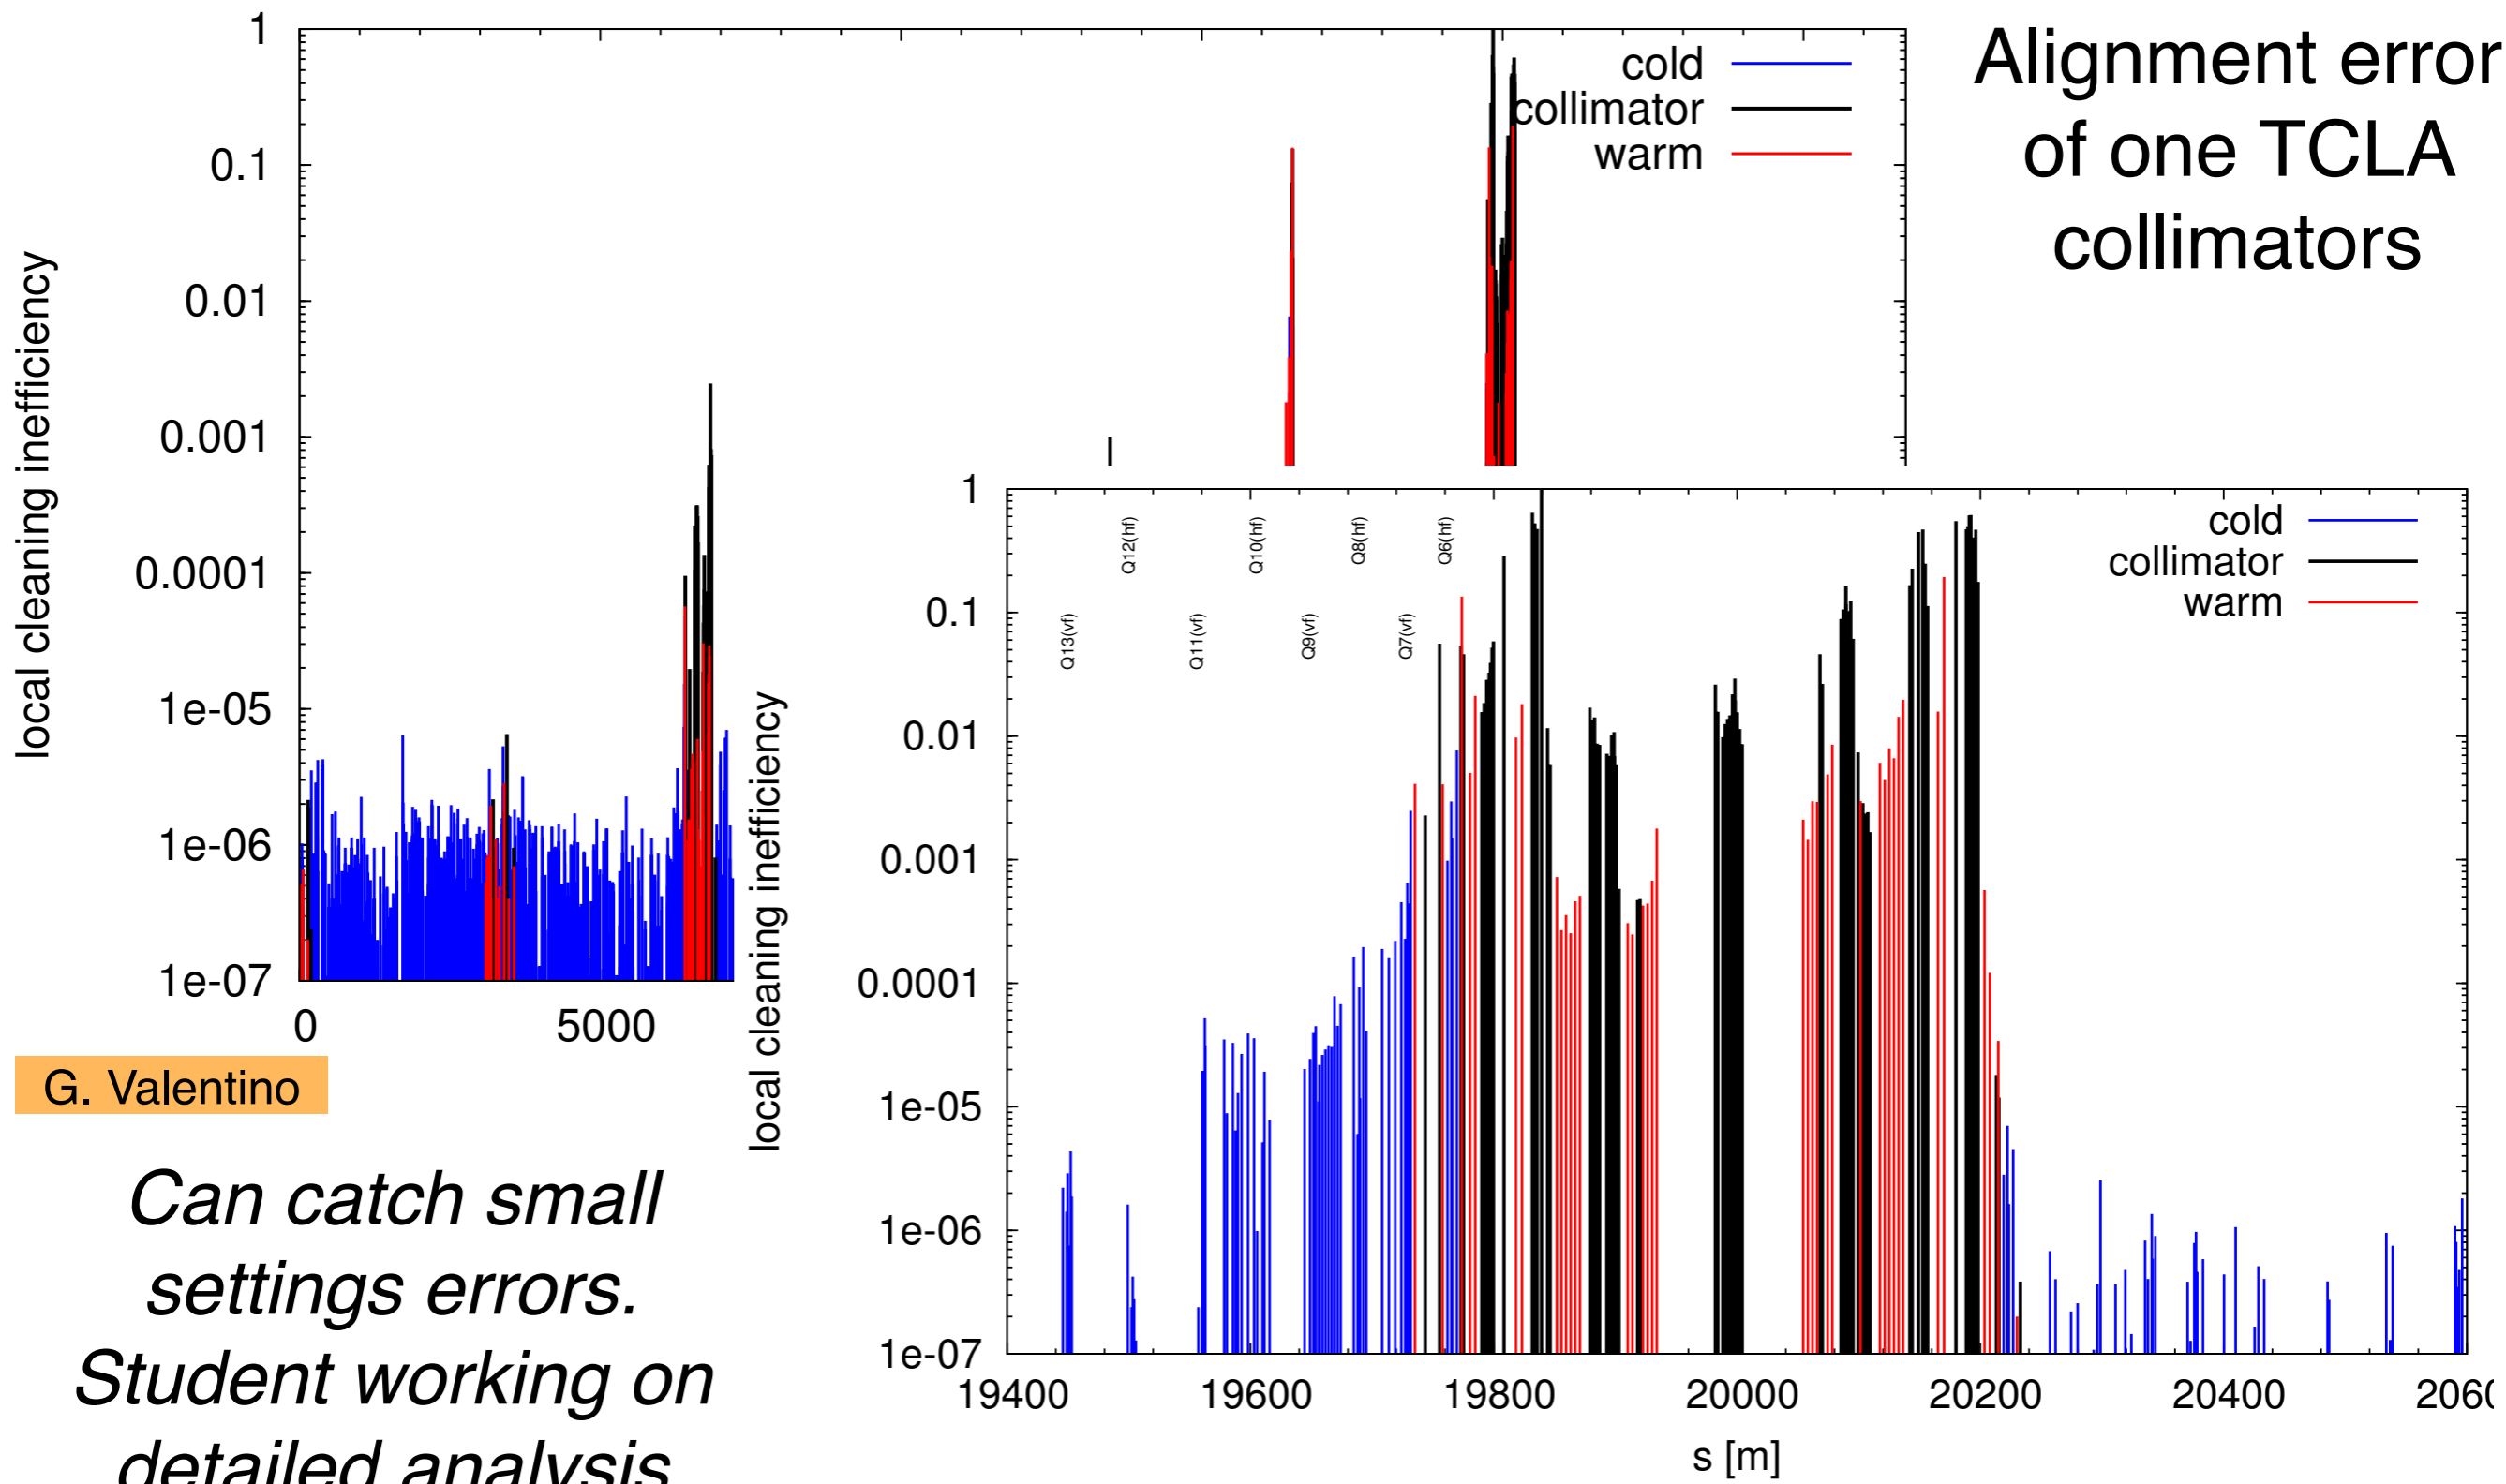 Alignment error
of one TCLA
collimators
local cleaning inefficiency
1
0.1
0.01
0.001
0.0001
1e-05
1e-06
1e-07
0
5000
cold
collimator
warm
local cleaning inefficiency
1
0.1
0.01
0.001
0.0001
1e-05
1e-06
1e-07
Q12(hf)
Q10(hf)
Q8(hf)
Q6(hf)
Q13(vf)
Q11(vf)
Q9(vf)
Q7(vf)
cold
collimator
warm
19400
19600
19800
20000
20200
20400
2060
s [m]
G. Valentino
Can catch small
settings errors.
Student working on
detailed analysis